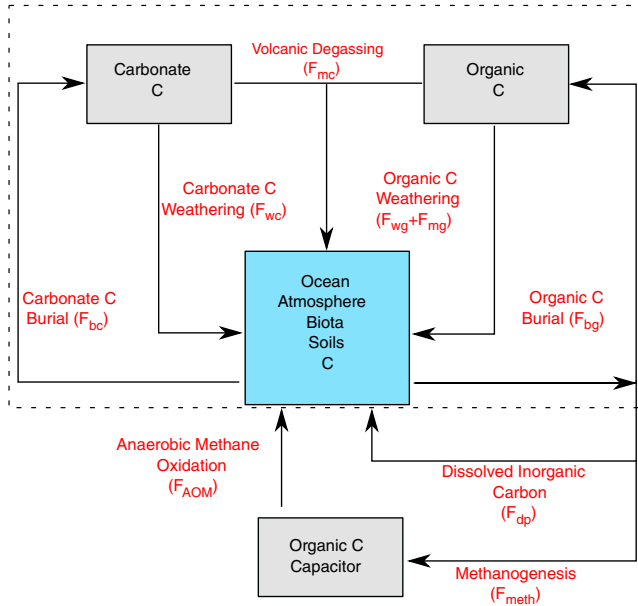 Volcanic Degassing
(Fmc)
Carbonate
C
Organic
C
Carbonate C
Weathering (Fwc)
Organic C
Weathering
(Fwg+Fmg)
Carbonate C
Burial (Fbc)
Ocean
Atmosphere
Biota
Soils
C
Organic C
Burial (Fbg)
Anaerobic Methane
Oxidation
(FAOM)
Dissolved Inorganic
Carbon
(Fdp)
Organic C
Capacitor
Methanogenesis
(Fmeth)